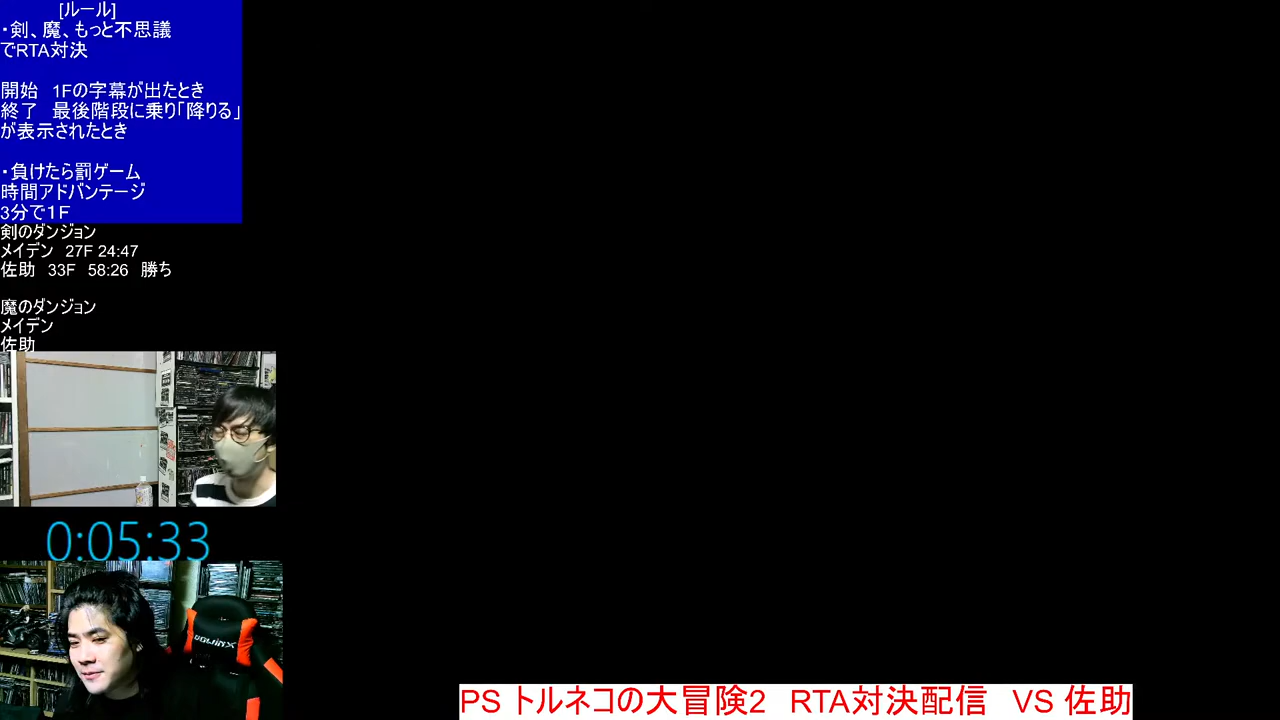 [ルール]
・剣、魔、もっと不思議
でRTA対決
開始 1Fの字幕が出たとき
終了 最後階段に乗り「降りる」
が表示されたとき
・負けたら罰ゲーム
時間アドバンテージ
3分で1F
剣のダンジョン
メイデン 27F 24:47
佐助 33F 58:26 勝ち
魔のダンジョン
メイデン
佐助
0:05:33
PS トルネコの大冒険2 RTA対決配信 VS 佐助